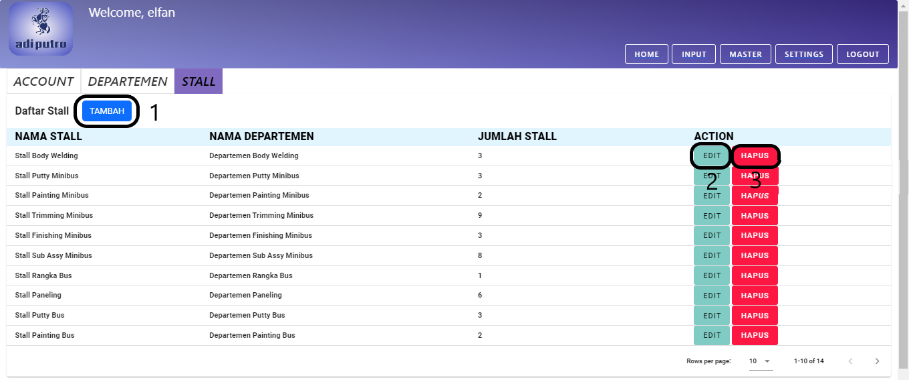 Welcome, elfan
adiputro
HOME INPUT MASTER SETTINGS LOGOUT
ACCOUNT DEPARTEMEN STALL
Daftar Stall TAMBAH 1
NAMA STALL NAMA DEPARTEMEN JUMLAH STALL ACTION
Stall Body Welding Departemen Body Welding 3 EDIT HAPUS
Stall Putty Minibus Departemen Putty Minibus 3 EDIT HAPUS
2 3
Stall Painting Minibus Departemen Painting Minibus 2 EDIT HAPUS
Stall Trimming Minibus Departemen Trimming Minibus 9 EDIT HAPUS
Stall Finishing Minibus Departemen Finishing Minibus 3 EDIT HAPUS
Stall Sub Assy Minibus Departemen Sub Assy Minibus 8 EDIT HAPUS
Stall Rangka Bus Departemen Rangka Bus 1 EDIT HAPUS
Stall Paneling Departemen Paneling 6 EDIT HAPUS
Stall Putty Bus Departemen Putty Bus 3 EDIT HAPUS
Stall Painting Bus Departemen Painting Bus 2 EDIT HAPUS
Rows per page: 10 1-10 of 14